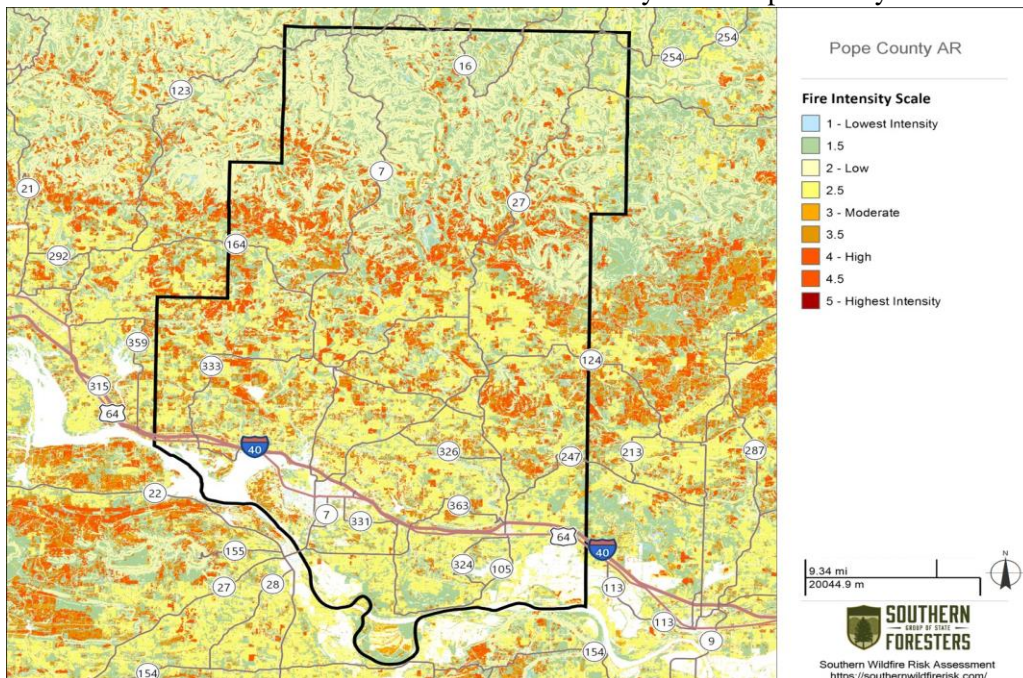 254
254
16
123
7
21
27
164
292
359
124
333
315
64
40
326
247
213
287
22
363
7
331
64
40
155
324
105
27
28
113
113
9
154
154
Pope County AR
Fire Intensity Scale
1 - Lowest Intensity
1.5
2 - Low
2.5
3 - Moderate
3.5
4 - High
4.5
5 - Highest Intensity
N
9.34 mi
20044.9 m
SOUTHERN
GROUP OF STATE
FORESTERS
Southern Wildfire Risk Assessment
https://southernwildfirerisk.com/